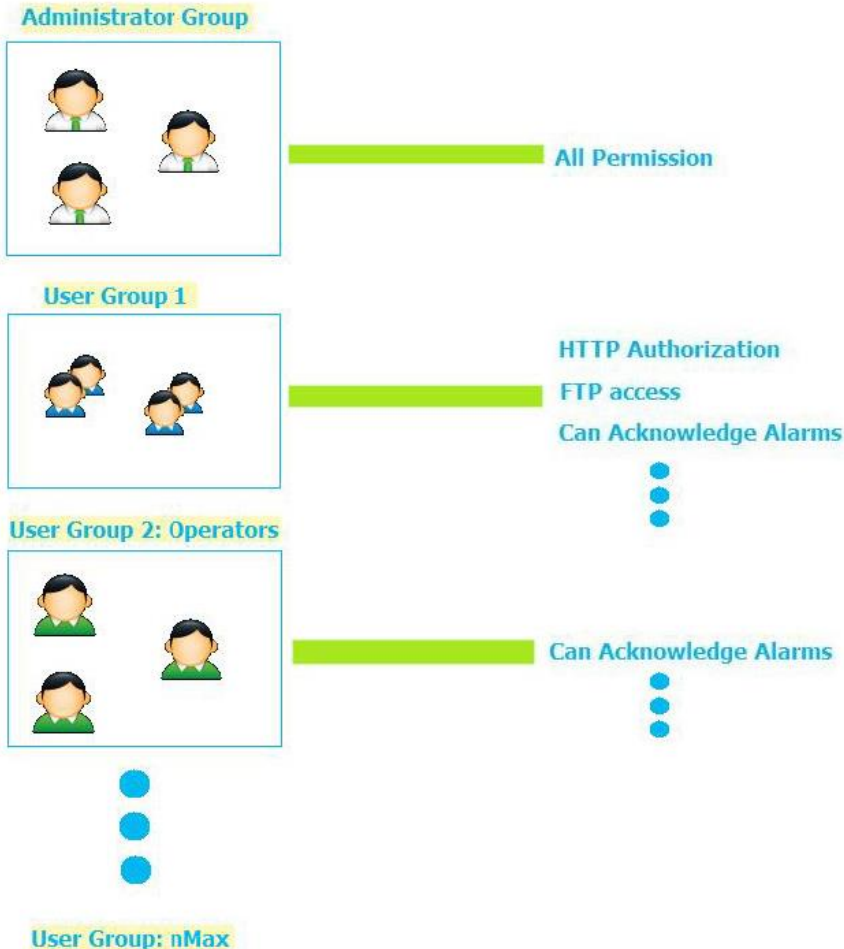 Administrator Group
All Permission
User Group 1
HTTP Authorization
FTP access
Can Acknowledge Alarms
User Group 2: Operators
Can Acknowledge Alarms
User Group: nMax